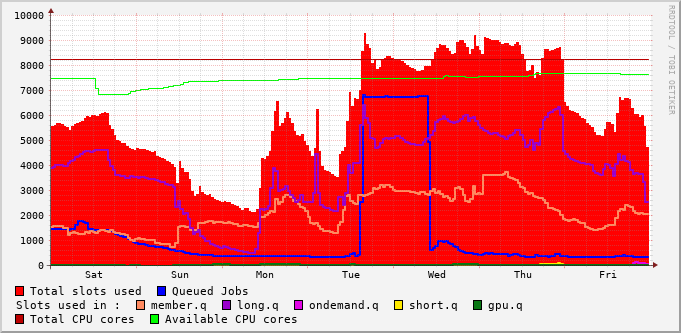 10000
9000
8000
7000
6000
5000
4000
3000
2000
1000
0
Sat Sun Mon Tue Wed Thu Fri
RRDTOOL / TOBI OETIKER
Total slots used Queued Jobs
Slots used in : member.q long.q ondemand.q short.q gpu.q
Total CPU cores Available CPU cores